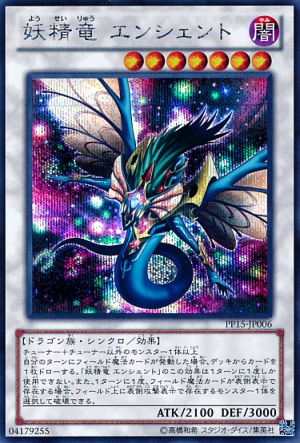 よう せい りゅう
妖精竜 エンシェント
やみ
闇
PP15-JP006
【ドラゴン族・シンクロ/効果】
チューナー+チューナー以外のモンスター1体以上
自分のターンにフィールド魔法カードが発動した場合、デッキからカードを
1枚ドローする。「妖精竜 エンシェント」のこの効果は1ターンに1度しか
使用できない。また、1ターンに1度、フィールド魔法カードが表側表示で
存在する場合、フィールド上に表側攻撃表示で存在するモンスター1体を
選択して破壊できる。
ATK/2100 DEF/3000
04179255
©高橋和希 スタジオ・ダイス/集英社